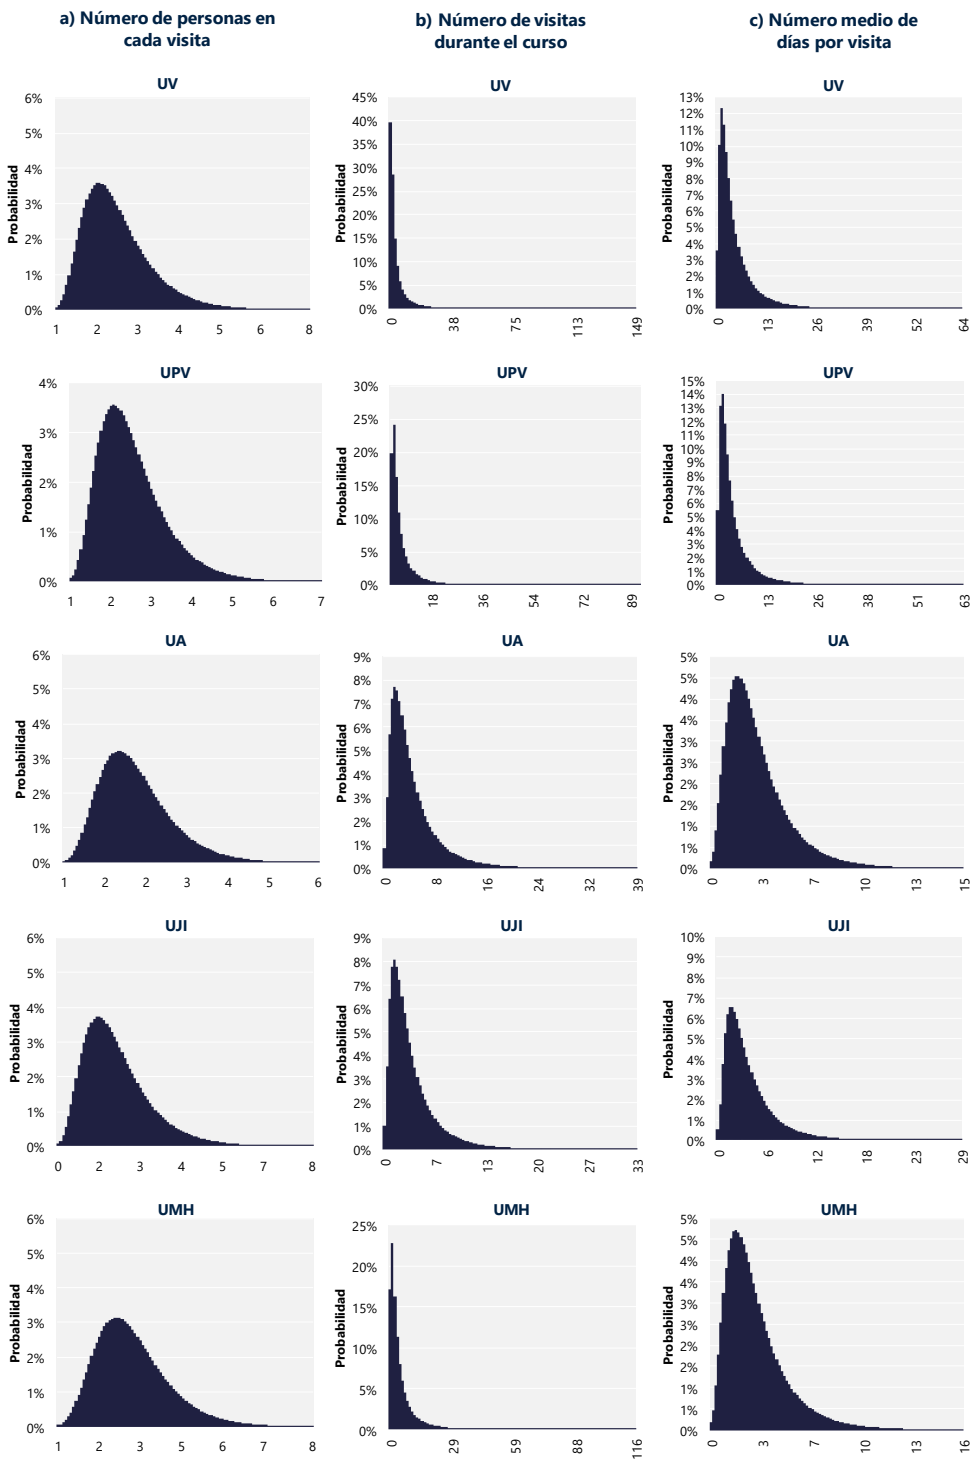 a) Número de personas en
cada visita
b) Número de visitas
durante el curso
c) Número medio de
días por visita
UV
6%
5%
4%
3%
2%
1%
0%
Probabilidad
1 2 3 4 5 6 8
UV
45%
40%
35%
30%
25%
20%
15%
10%
5%
0%
Probabilidad
0 38 75 113 149
UV
13%
12%
11%
10%
9%
8%
7%
6%
5%
4%
3%
2%
1%
0%
Probabilidad
0 13 26 39 52 64
UPV
4%
3%
2%
1%
0%
Probabilidad
1 2 3 4 5 6 7
UPV
30%
25%
20%
15%
10%
5%
0%
Probabilidad
18 36 54 72 89
UPV
15%
14%
13%
12%
11%
10%
9%
8%
7%
6%
5%
4%
3%
2%
1%
0%
Probabilidad
0 13 26 38 51 63
UA
6%
5%
4%
3%
2%
1%
0%
Probabilidad
1 2 2 3 4 5 6
UA
9%
8%
7%
6%
5%
4%
3%
2%
1%
0%
Probabilidad
0 8 16 24 32 39
UA
5%
5%
4%
4%
3%
3%
2%
2%
1%
1%
0%
Probabilidad
0 3 7 10 13 15
UJI
6%
5%
4%
3%
2%
1%
0%
Probabilidad
0 2 3 4 5 7 8
UJI
9%
8%
7%
6%
5%
4%
3%
2%
1%
0%
Probabilidad
0 7 13 20 27 33
UJI
10%
9%
8%
7%
6%
5%
4%
3%
2%
1%
0%
Probabilidad
0 6 12 18 23 29
UMH
6%
5%
4%
3%
2%
1%
0%
Probabilidad
1 2 3 4 5 6 8
UMH
25%
20%
15%
10%
5%
0%
Probabilidad
0 29 59 88 116
UMH
5%
5%
4%
4%
3%
3%
2%
2%
1%
1%
0%
Probabilidad
0 3 7 10 13 16